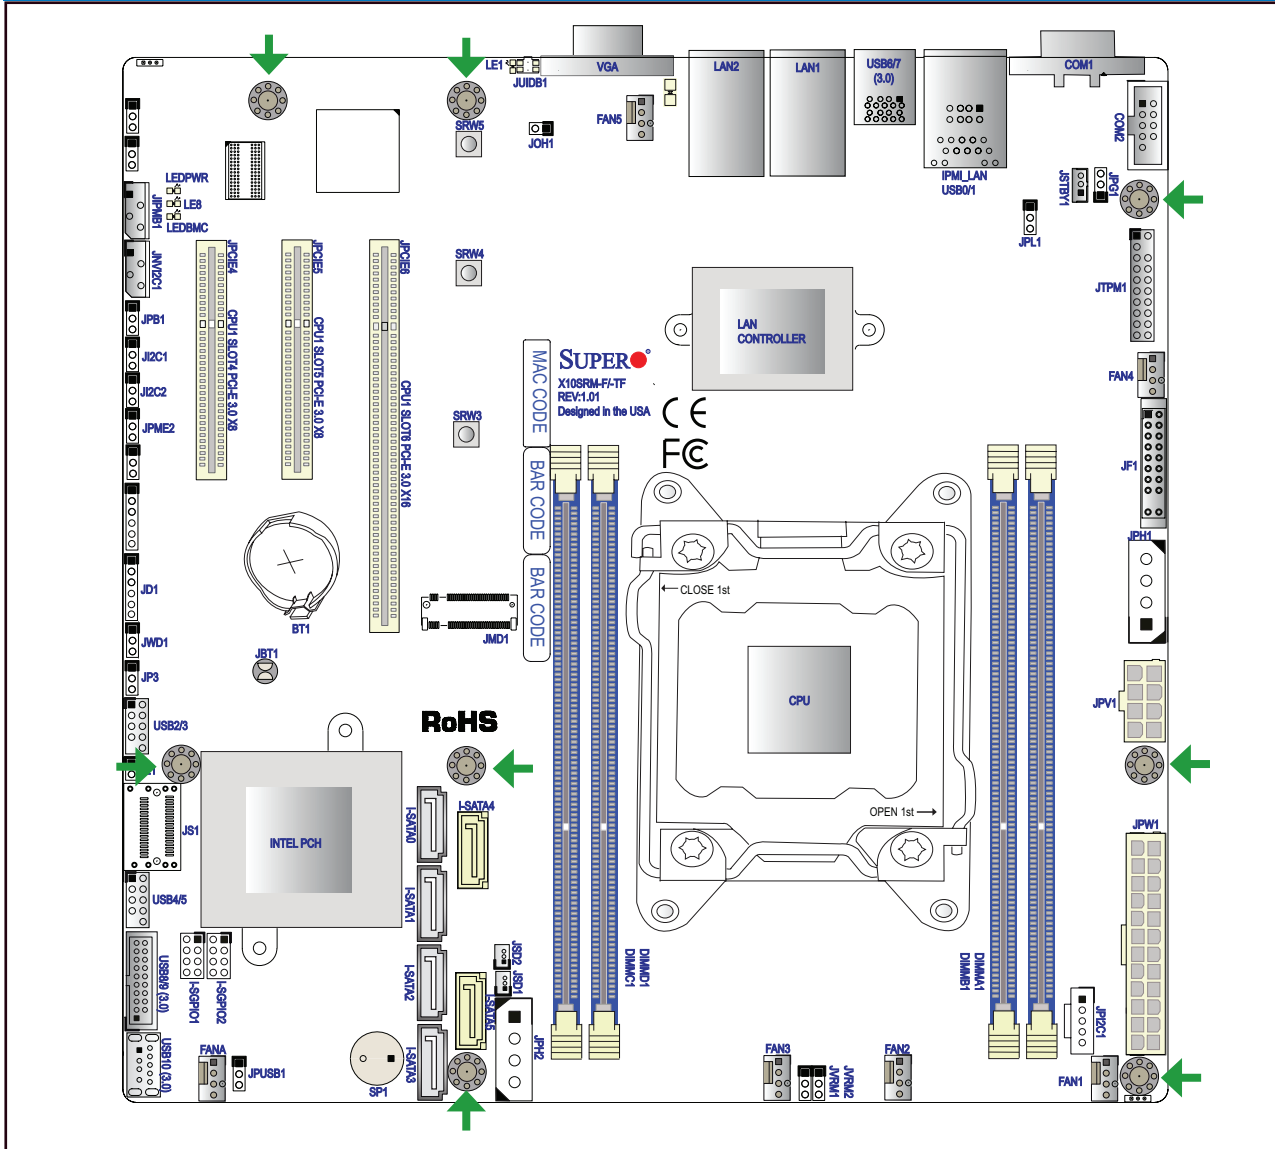 LE1
JUIDB1
VGA
LAN2
LAN1
USB6/7
(3.0)
COM1
FAN5
SRW5
JOH1
COM2
IPMI_LAN
USB0/1
JSTBY1
JPG1
LEDPWR
LE8
LEDBMC
JIPMB1
JPL1
JNVI2C1
JPCIE4
JPCIE5
JPCIE6
SRW4
JTPM1
JPB1
CPU1 SLOT4 PCI-E 3.0 X8
CPU1 SLOT5 PCI-E 3.0 X8
CPU1 SLOT6 PCI-E 3.0 X16
LAN
CONTROLLER
JI2C1
JI2C2
JPME2
MAC CODE
SUPER
X10SRM-F/-TF
REV:1.01
Designed in the USA
FAN4
SRW3
CE
FC
BAR CODE
JF1
JPH1
BAR CODE
CLOSE 1st
JD1
BT1
JMD1
JWD1
JBT1
JP3
CPU
JPV1
USB2/3
RoHS
JS1
INTEL PCH
I-SATA0
I-SATA4
OPEN 1st
JPW1
USB4/5
I-SATA1
USB8/9 (3.0)
I-SGPIO1
I-SGPIO2
I-SATA2
JSD2
JSD1
I-SATA5
DIMMC1
DIMMD1
DIMMB1
DIMMA1
JPI2C1
USB10 (3.0)
FANA
JPUSB1
SP1
I-SATA3
JPH2
FAN3
JVRM1
JVRM2
FAN2
FAN1